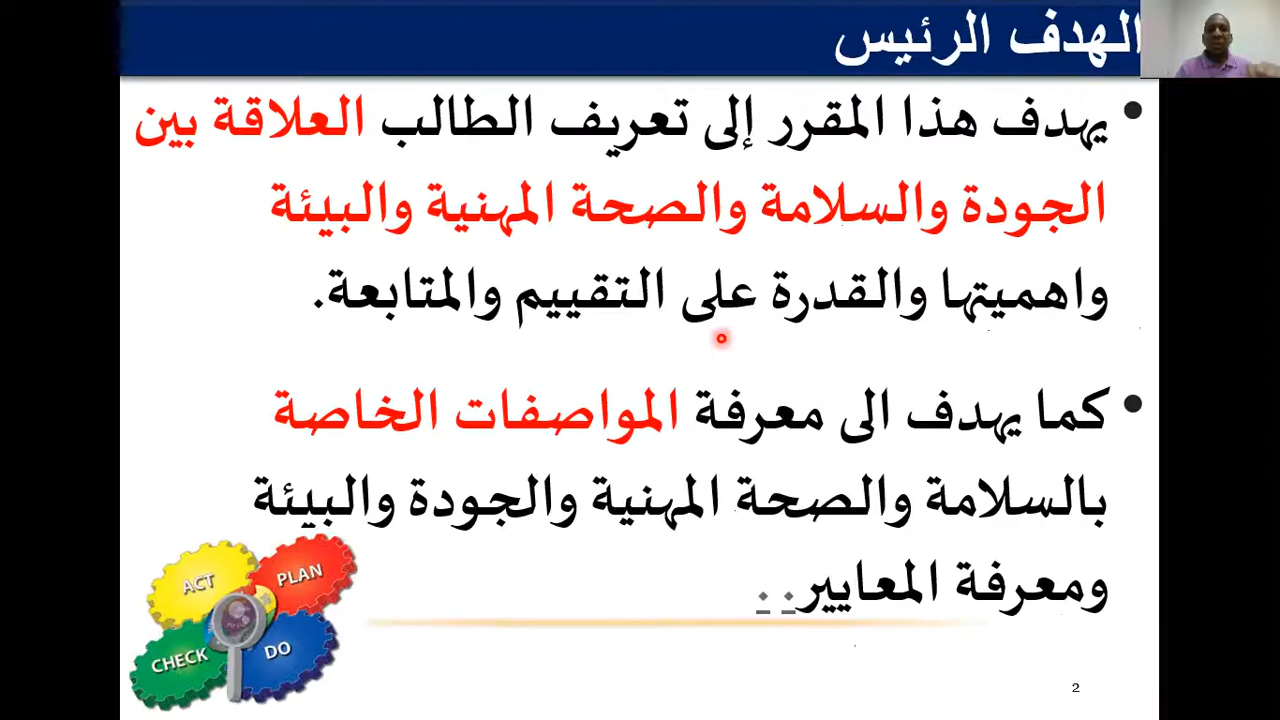 الهدف الرئيس
• يهدف هذا المقرر إلى تعريف الطالب العلاقة بين
الجودة والسلامة والصحة المهنية والبيئة
واهميتها والقدرة على التقييم والمتابعة.
• كما يهدف الى معرفة المواصفات الخاصة
بالسلامة والصحة المهنية والجودة والبيئة
ومعرفة المعايير..
ACT
PLAN
CHECK
DO
2